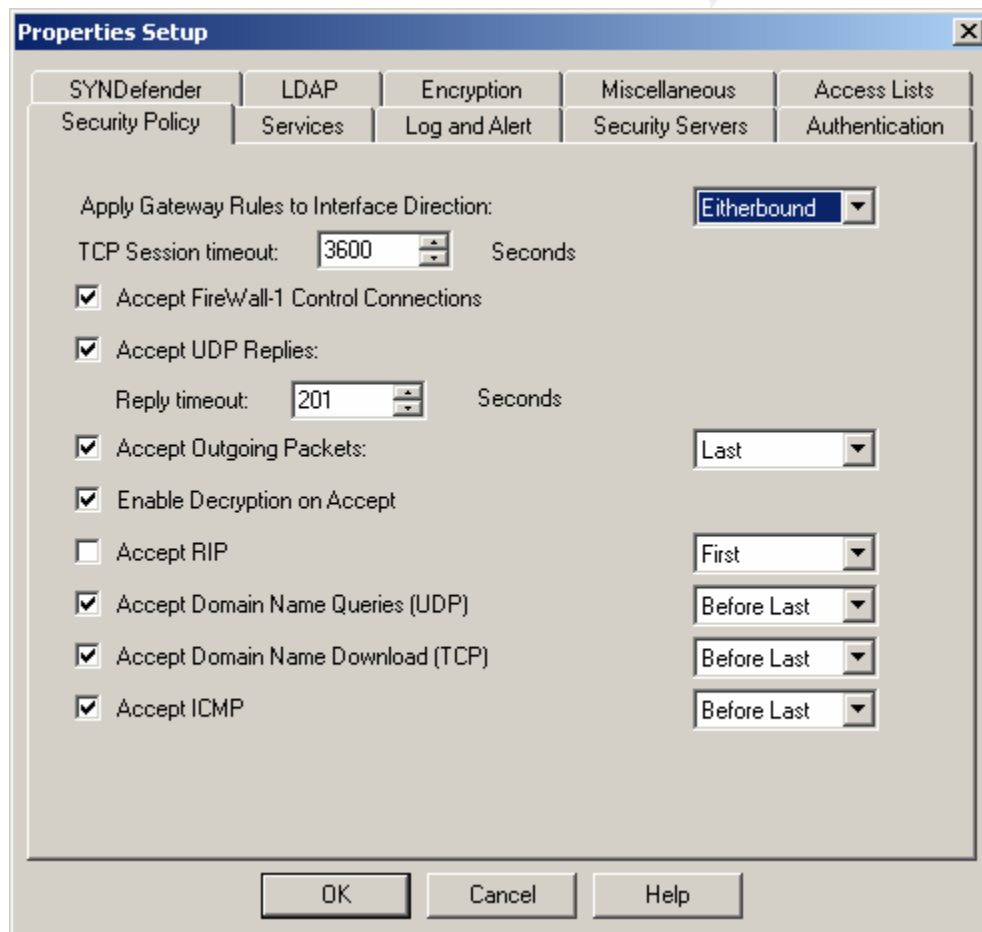 Properties Setup
SYNDefender LDAP Encryption Miscellaneous Access Lists
Security Policy Services Log and Alert Security Servers Authentication
Apply Gateway Rules to Interface Direction: Eitherbound
TCP Session timeout: 3600 Seconds
Accept FireWall-1 Control Connections
Accept UDP Replies:
Reply timeout: 201 Seconds
Accept Outgoing Packets: Last
Enable Decryption on Accept
Accept RIP First
Accept Domain Name Queries (UDP) Before Last
Accept Domain Name Download (TCP) Before Last
Accept ICMP Before Last
OK Cancel Help